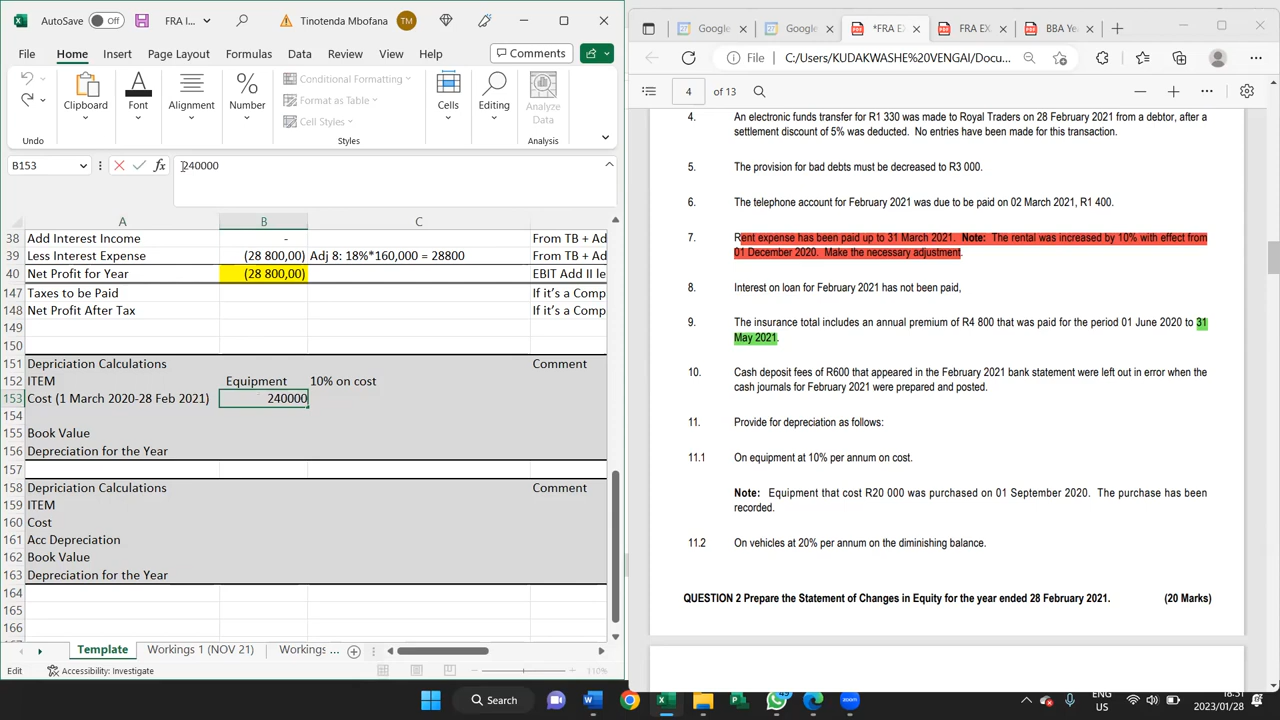 AutoSave Off FRA I... Tinotenda Mbofana TM
File Home Insert Page Layout Formulas Data Review View Help Comments
Clipboard Font Alignment Number Conditional Formatting Format as Table Cell Styles Cells Editing Analyze Data
Undo Styles Analysis
B153 fx 240000
A B C
38 Add Interest Income - From TB + Ad
39 Less Interest Expense (28 800,00) Adj 8: 18%*160,000 = 28800 From TB + Ad
40 Net Profit for Year (28 800,00) EBIT Add II le
147 Taxes to be Paid If it's a Comp
148 Net Profit After Tax If it's a Comp
149
150
151 Depriciation Calculations Comment
152 ITEM Equipment 10% on cost
153 Cost (1 March 2020-28 Feb 2021) 240000
154
155 Book Value
156 Depreciation for the Year
157
158 Depriciation Calculations Comment
159 ITEM
160 Cost
161 Acc Depreciation
162 Book Value
163 Depreciation for the Year
164
165
166
Template Workings 1 (NOV 21) Workings ...
Edit Accessibility: Investigate 110%
Google Google *FRA EX FRA EX BBA Ye
File C:/Users/KUDAKWASHE%20VENGAI/Docu...
4 of 13
4. An electronic funds transfer for R1 330 was made to Royal Traders on 28 February 2021 from a debtor, after a
settlement discount of 5% was deducted. No entries have been made for this transaction.
5. The provision for bad debts must be decreased to R3 000.
6. The telephone account for February 2021 was due to be paid on 02 March 2021, R1 400.
7. Rent expense has been paid up to 31 March 2021. Note: The rental was increased by 10% with effect from
01 December 2020. Make the necessary adjustment.
8. Interest on loan for February 2021 has not been paid,
9. The insurance total includes an annual premium of R4 800 that was paid for the period 01 June 2020 to 31
May 2021.
10. Cash deposit fees of R600 that appeared in the February 2021 bank statement were left out in error when the
cash journals for February 2021 were prepared and posted.
11. Provide for depreciation as follows:
11.1 On equipment at 10% per annum on cost.
Note: Equipment that cost R20 000 was purchased on 01 September 2020. The purchase has been
recorded.
11.2 On vehicles at 20% per annum on the diminishing balance.
QUESTION 2 Prepare the Statement of Changes in Equity for the year ended 28 February 2021. (20 Marks)
Search
ENG
US
2023/01/28